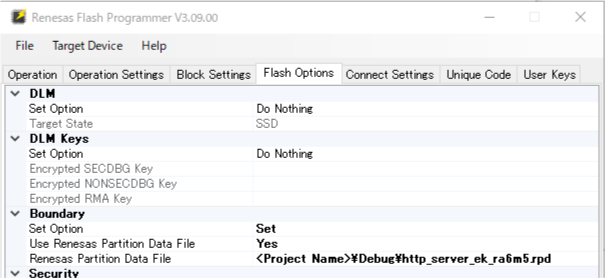 Renesas Flash Programmer V3.09.00
File Target Device Help
Operation Operation Settings Block Settings Flash Options Connect Settings Unique Code User Keys
DLM
Set Option Do Nothing
Target State SSD
DLM Keys
Set Option Do Nothing
Encrypted SECDBG Key
Encrypted NONSECDBG Key
Encrypted RMA Key
Boundary
Set Option Set
Use Renesas Partition Data File Yes
Renesas Partition Data File <Project Name>¥Debug¥http_server_ek_ra6m5.rpd
Security